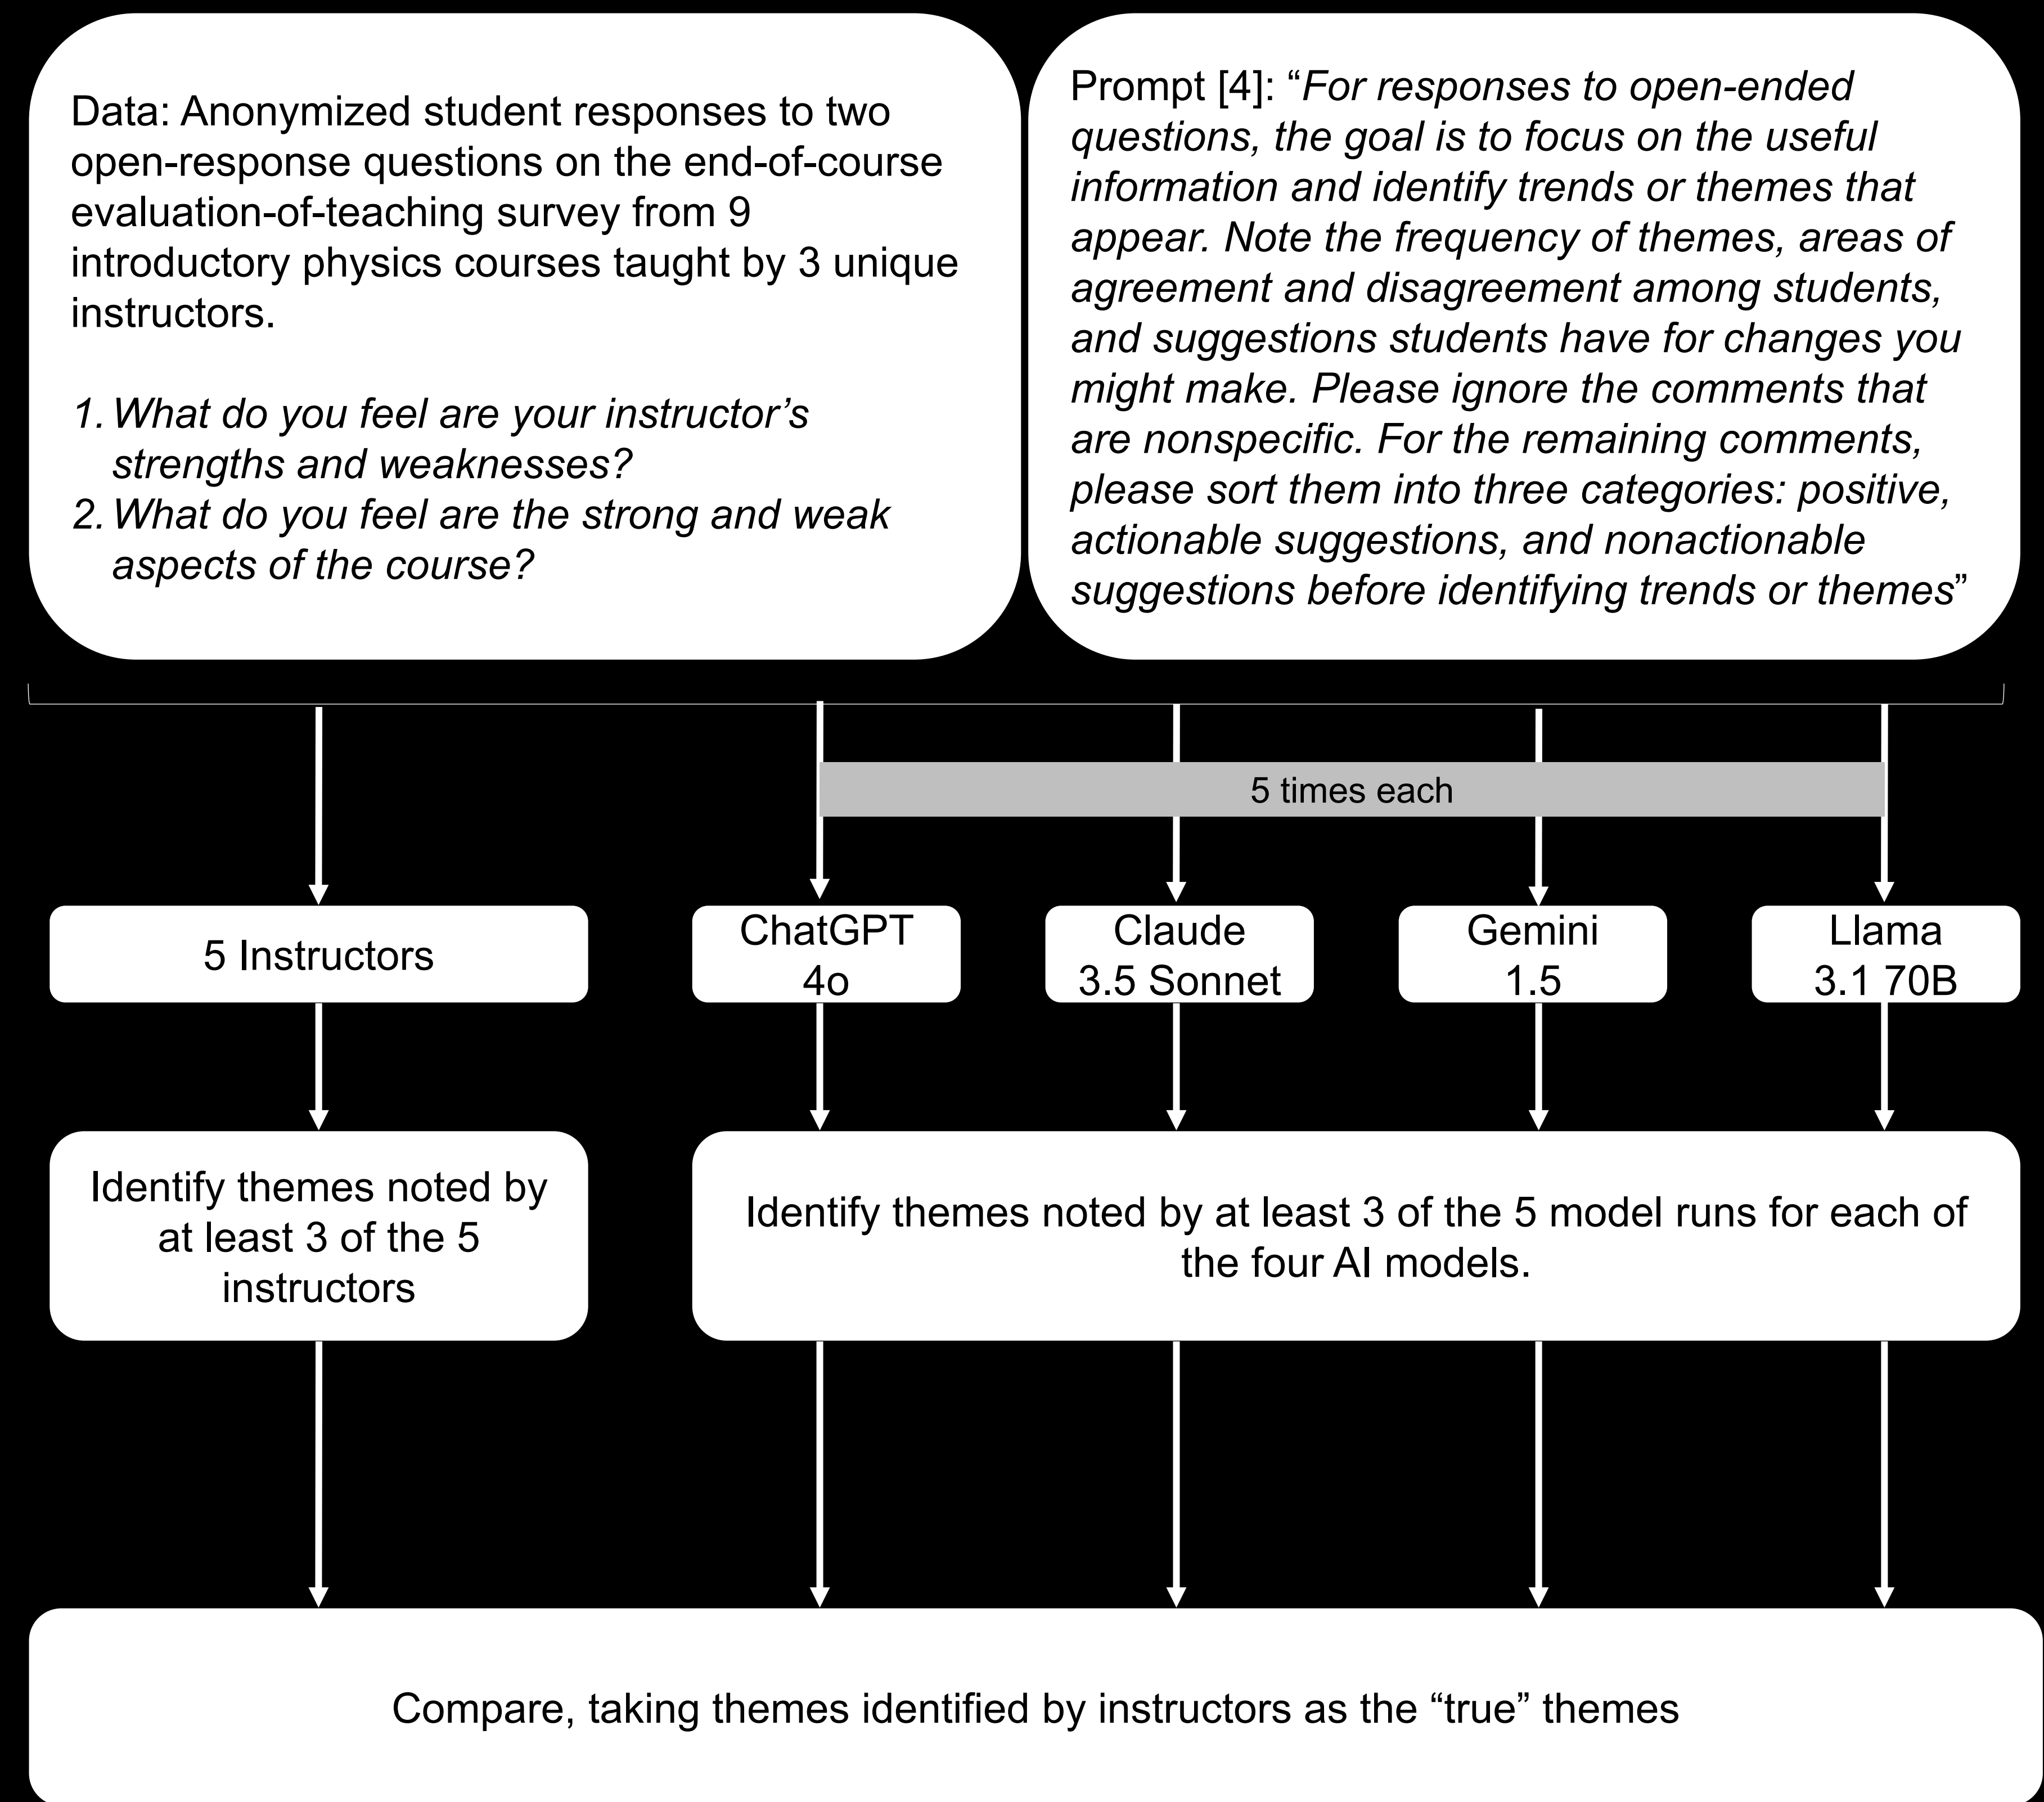 Data: Anonymized student responses to two
open-response questions on the end-of-course
evaluation-of-teaching survey from 9
introductory physics courses taught by 3 unique
instructors.
1. What do you feel are your instructor’s
strengths and weaknesses?
2. What do you feel are the strong and weak
aspects of the course?
Prompt [4]: “For responses to open-ended
questions, the goal is to focus on the useful
information and identify trends or themes that
appear. Note the frequency of themes, areas of
agreement and disagreement among students,
and suggestions students have for changes you
might make. Please ignore the comments that
are nonspecific. For the remaining comments,
please sort them into three categories: positive,
actionable suggestions, and nonactionable
suggestions before identifying trends or themes”
5 times each
5 Instructors
ChatGPT
4o
Claude
3.5 Sonnet
Gemini
1.5
Llama
3.1 70B
Identify themes noted by
at least 3 of the 5
instructors
Identify themes noted by at least 3 of the 5 model runs for each of
the four AI models.
Compare, taking themes identified by instructors as the “true” themes